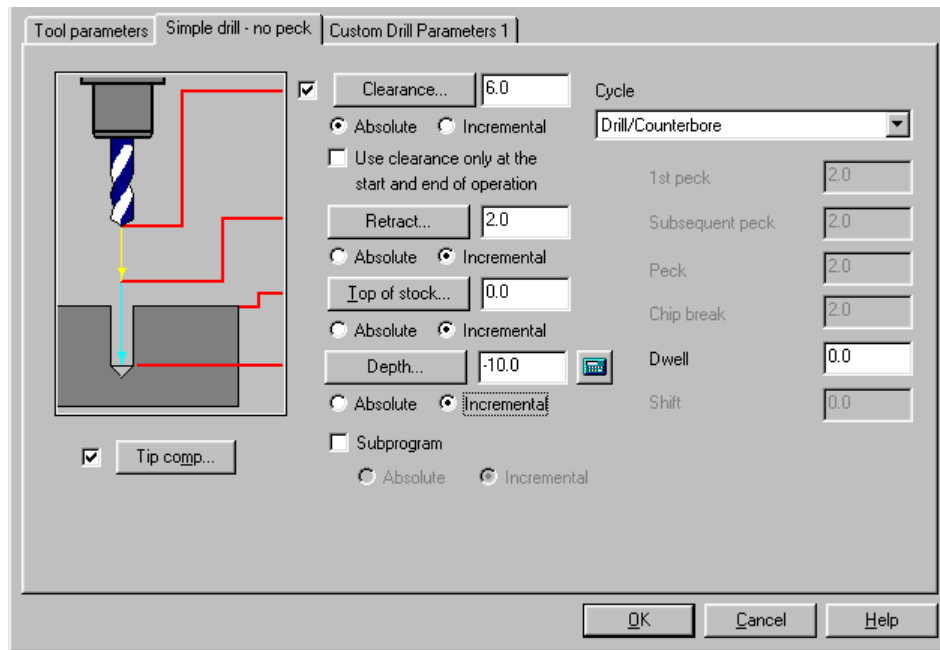 Tool parameters Simple drill - no peck Custom Drill Parameters 1
Clearance... 6.0
Absolute Incremental
Use clearance only at the
start and end of operation
Retract... 2.0
Absolute Incremental
Top of stock... 0.0
Absolute Incremental
Depth... -10.0
Absolute Incremental
Subprogram
Absolute Incremental
Tip comp...
Cycle
Drill/Counterbore
1st peck 2.0
Subsequent peck 2.0
Peck 2.0
Chip break 2.0
Dwell 0.0
Shift 0.0
OK Cancel Help